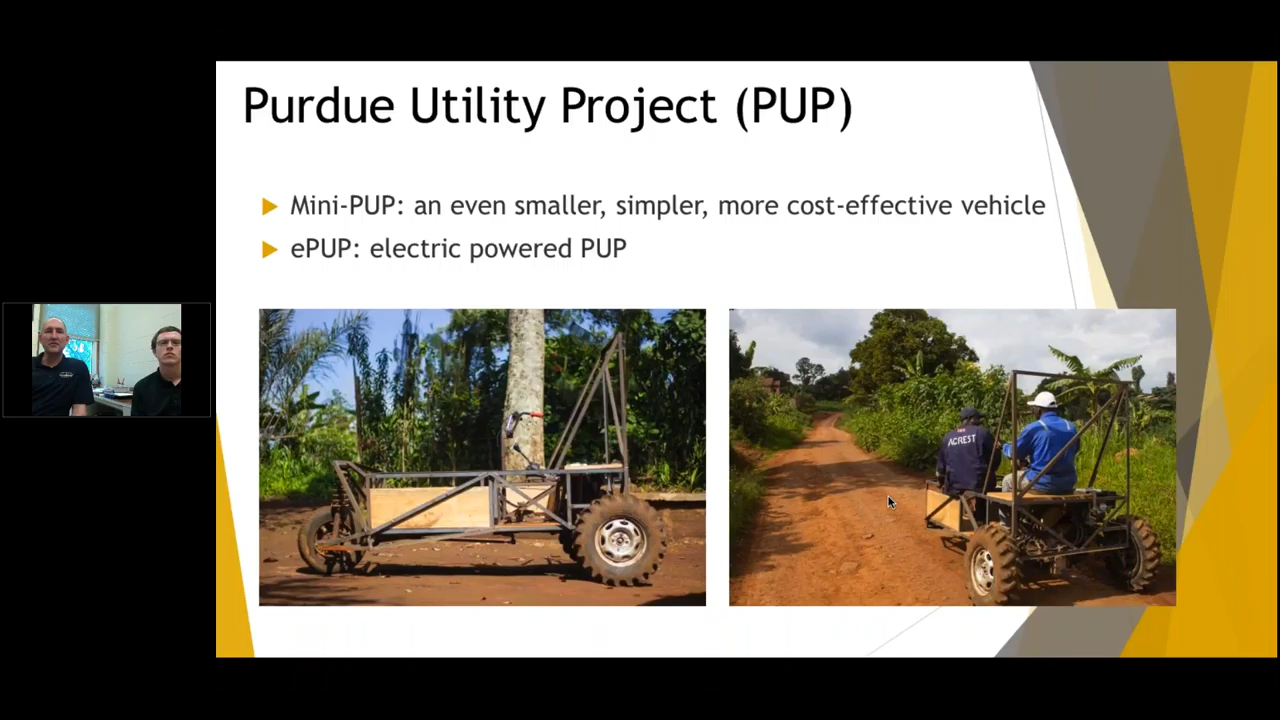 Purdue Utility Project (PUP)
Mini-PUP: an even smaller, simpler, more cost-effective vehicle
ePUP: electric powered PUP
ACREST